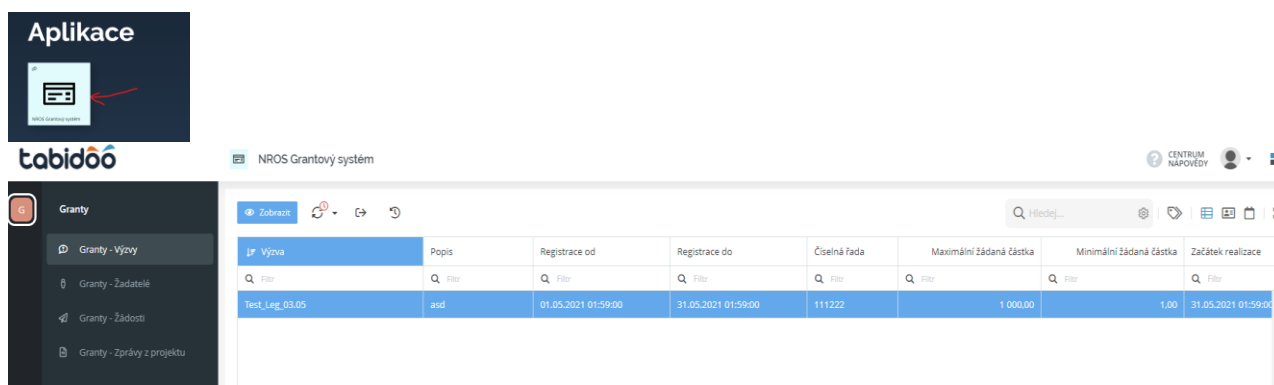 Aplikace
NROS Grantový systém
tabidoo
NROS Grantový systém
CENTRUM
NÁPOVĚDY
G
Granty
Zobrazit
Hledej...
Granty - Výzvy
Granty - Žadatelé
Granty - Žádosti
Granty - Zprávy z projektu
Výzva Popis Registrace od Registrace do Číselná řada Maximální žádaná částka Minimální žádaná částka Začátek realizace
Filtr Filtr Filtr Filtr Filtr Filtr Filtr Filtr
Test_Leg_03.05 asd 01.05.2021 01:59:00 31.05.2021 01:59:00 111222 1 000,00 1,00 31.05.2021 01:59:00